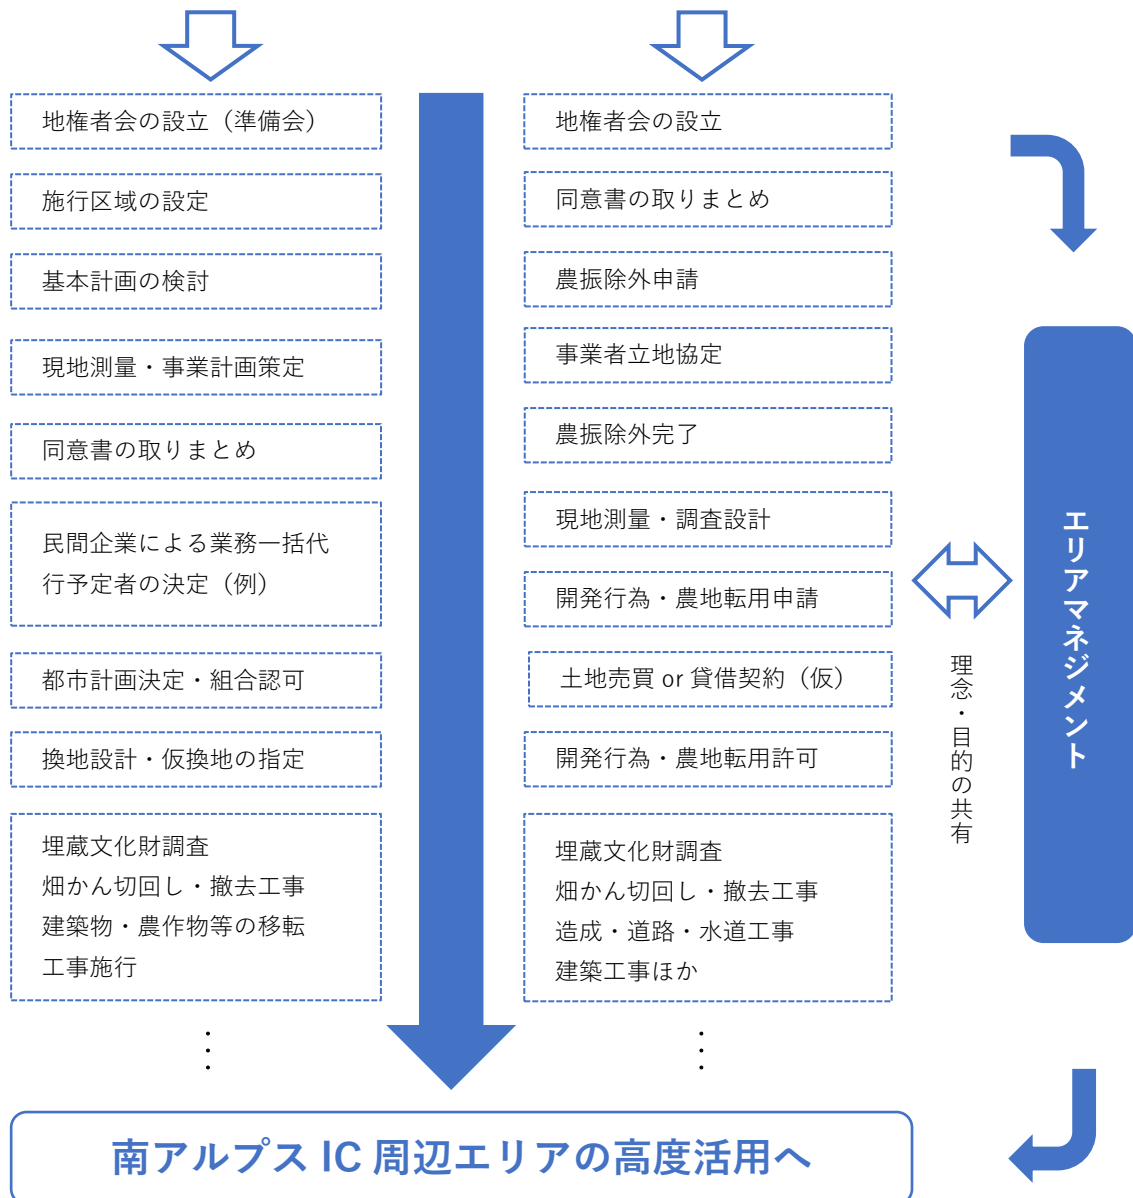 地権者会の設立（準備会）
施行区域の設定
基本計画の検討
現地測量・事業計画策定
同意書の取りまとめ
民間企業による業務一括代
行予定者の決定（例）
都市計画決定・組合認可
換地設計・仮換地の指定
埋蔵文化財調査
畑かん切回し・撤去工事
建築物・農作物等の移転
工事施行
⋮
地権者会の設立
同意書の取りまとめ
農振除外申請
事業者立地協定
農振除外完了
現地測量・調査設計
開発行為・農地転用申請
土地売買 or 貸借契約（仮）
開発行為・農地転用許可
埋蔵文化財調査
畑かん切回し・撤去工事
造成・道路・水道工事
建築工事ほか
⋮
理念・目的の共有
エリアマネジメント
南アルプス IC 周辺エリアの高度活用へ